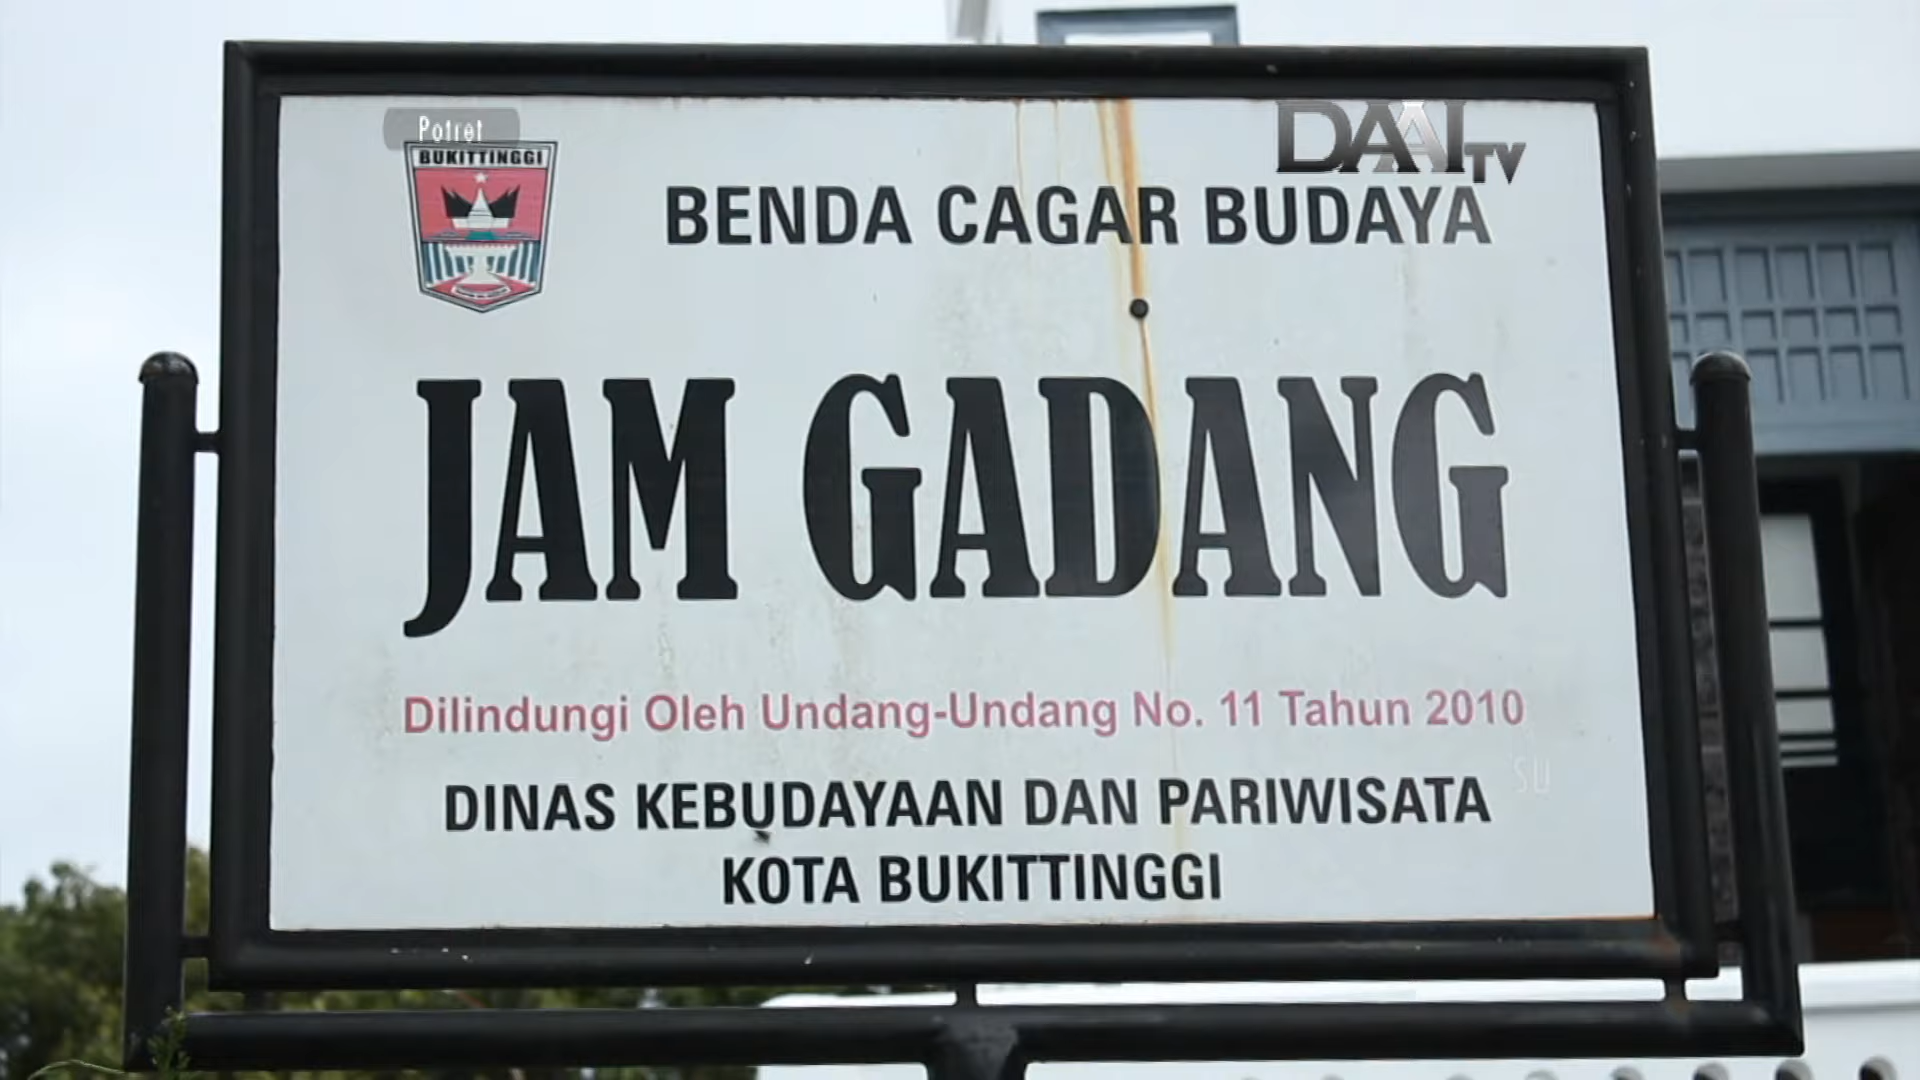 Potret
DAAI TV
BUKITTINGGI
BENDA CAGAR BUDAYA
JAM GADANG
Dilindungi Oleh Undang-Undang No. 11 Tahun 2010
DINAS KEBUDAYAAN DAN PARIWISATA
KOTA BUKITTINGGI